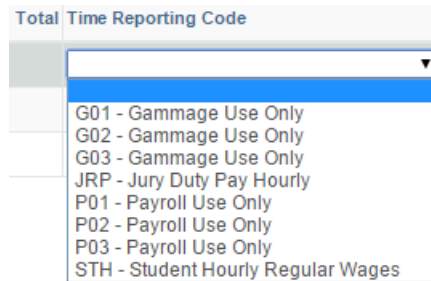 Total Time Reporting Code
G01 - Gammage Use Only
G02 - Gammage Use Only
G03 - Gammage Use Only
JRP - Jury Duty Pay Hourly
P01 - Payroll Use Only
P02 - Payroll Use Only
P03 - Payroll Use Only
STH - Student Hourly Regular Wages